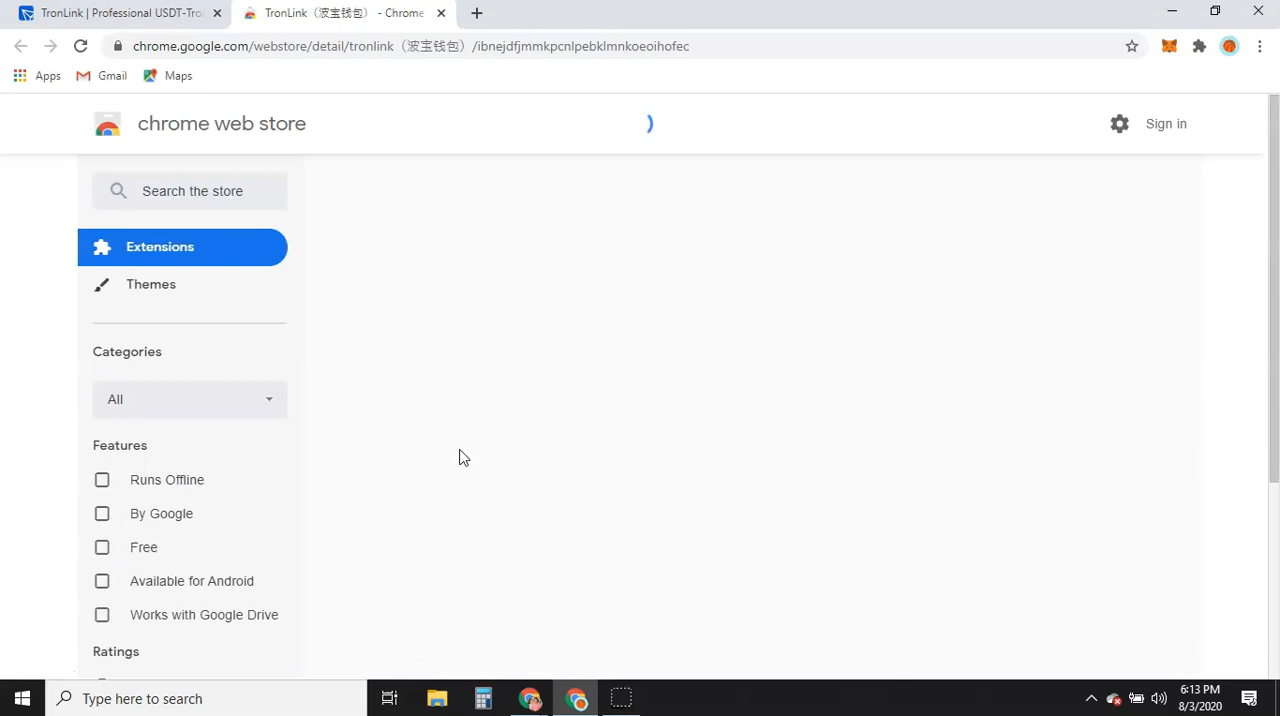 TronLink | Professional USDT-Tro
TronLink（波宝钱包）- Chrome
chrome.google.com/webstore/detail/tronlink（波宝钱包）/ibnejdfjmmkpcnlpebklmnkoeoihofec
Apps
Gmail
Maps
chrome web store
Sign in
Search the store
Extensions
Themes
Categories
All
Features
Runs Offline
By Google
Free
Available for Android
Works with Google Drive
Ratings
Type here to search
6:13 PM
8/3/2020